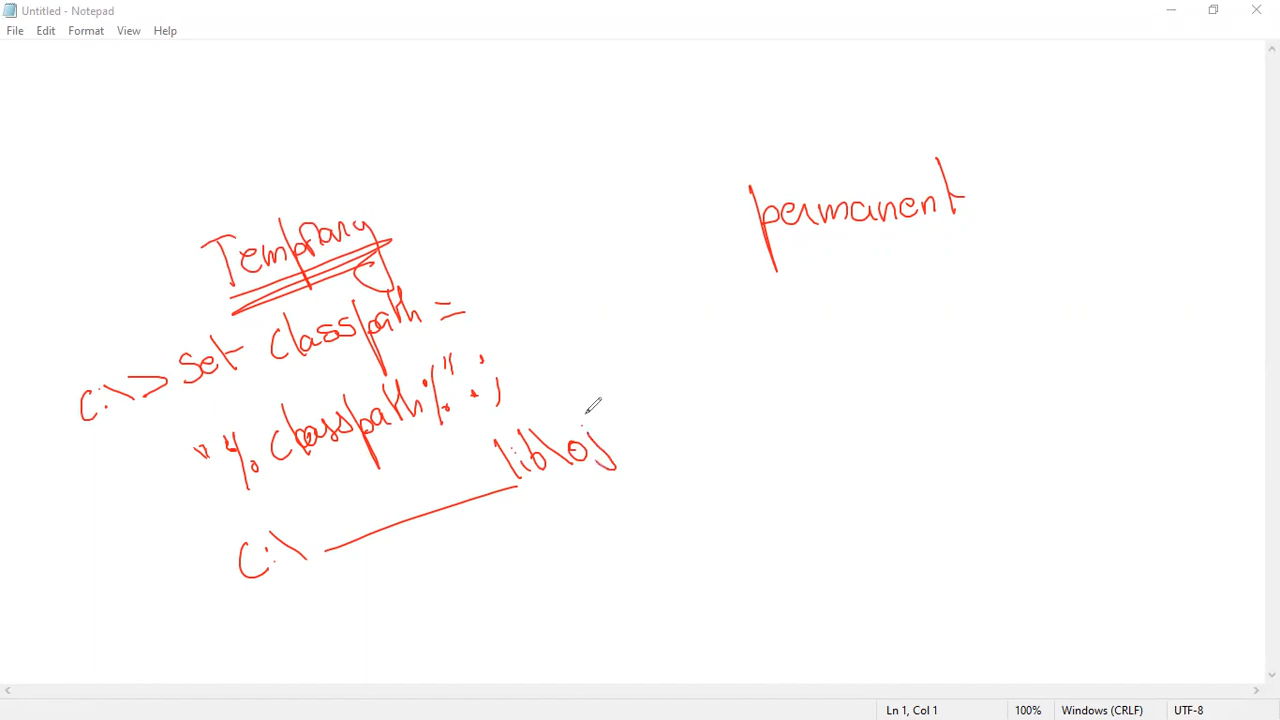 Untitled - Notepad
File Edit Format View Help
permanent
Temporary
C:\> Set Classpath =
"% Classpath %".;
C:\ lib\oj
Ln 1, Col 1 100% Windows (CRLF) UTF-8